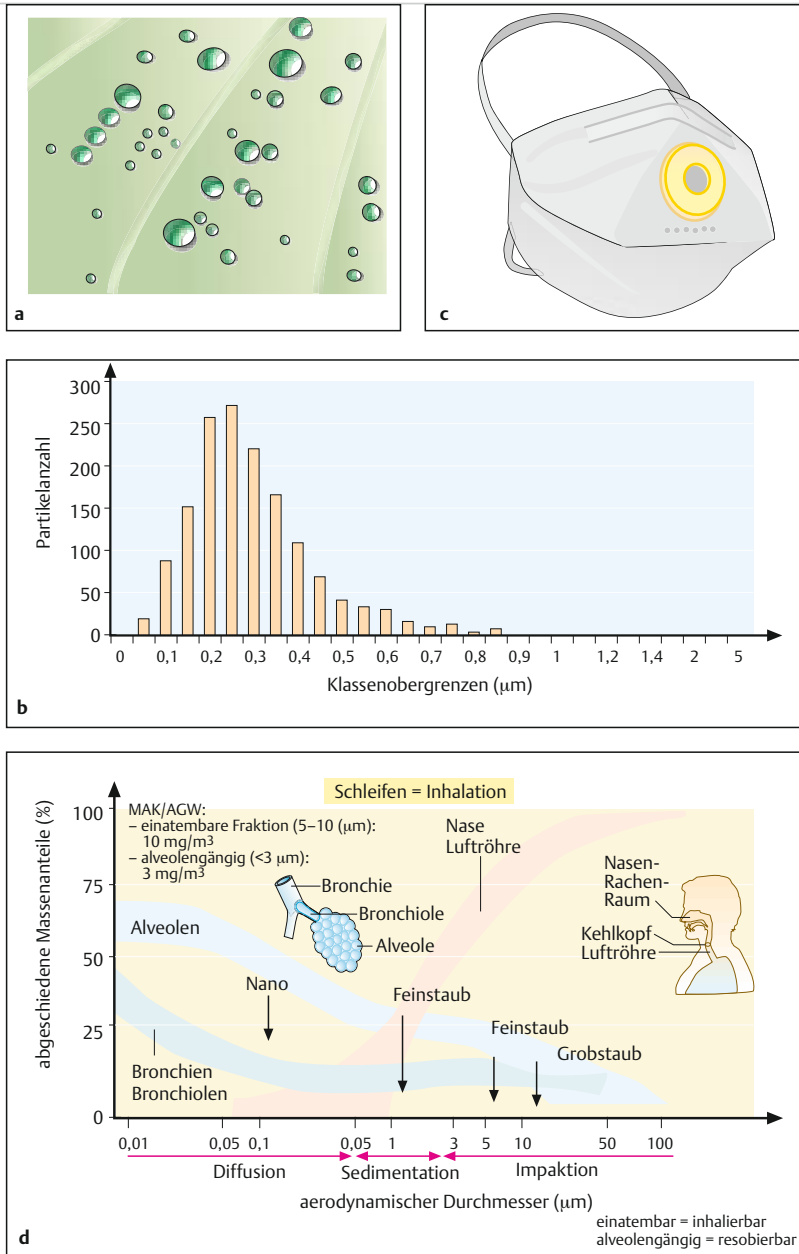 a
c
300
250
200
150
100
50
0
Partikelanzahl
0 0,1 0,2 0,3 0,4 0,5 0,6 0,7 0,8 0,9 1 1,2 1,4 2 5
Klassenobergrenzen (μm)
b
Schleifen = Inhalation
abgeschiedene Massenanteile (%)
100
75
50
25
0
MAK/AGW:
– einatembare Fraktion (5–10 (μm):
10 mg/m³
– alveolengängig (<3 μm):
3 mg/m³
Nase
Luftröhre
Bronchie
Bronchiole
Alveole
Nasen-
Rachen-
Raum
Kehlkopf
Luftröhre
Alveolen
Nano
Feinstaub
Feinstaub
Grobstaub
Bronchien
Bronchiolen
0,01 0,05 0,1 0,05 1 3 5 10 50 100
Diffusion Sedimentation Impaktion
aerodynamischer Durchmesser (μm)
einatembar = inhalierbar
alveolengängig = resobierbar
d